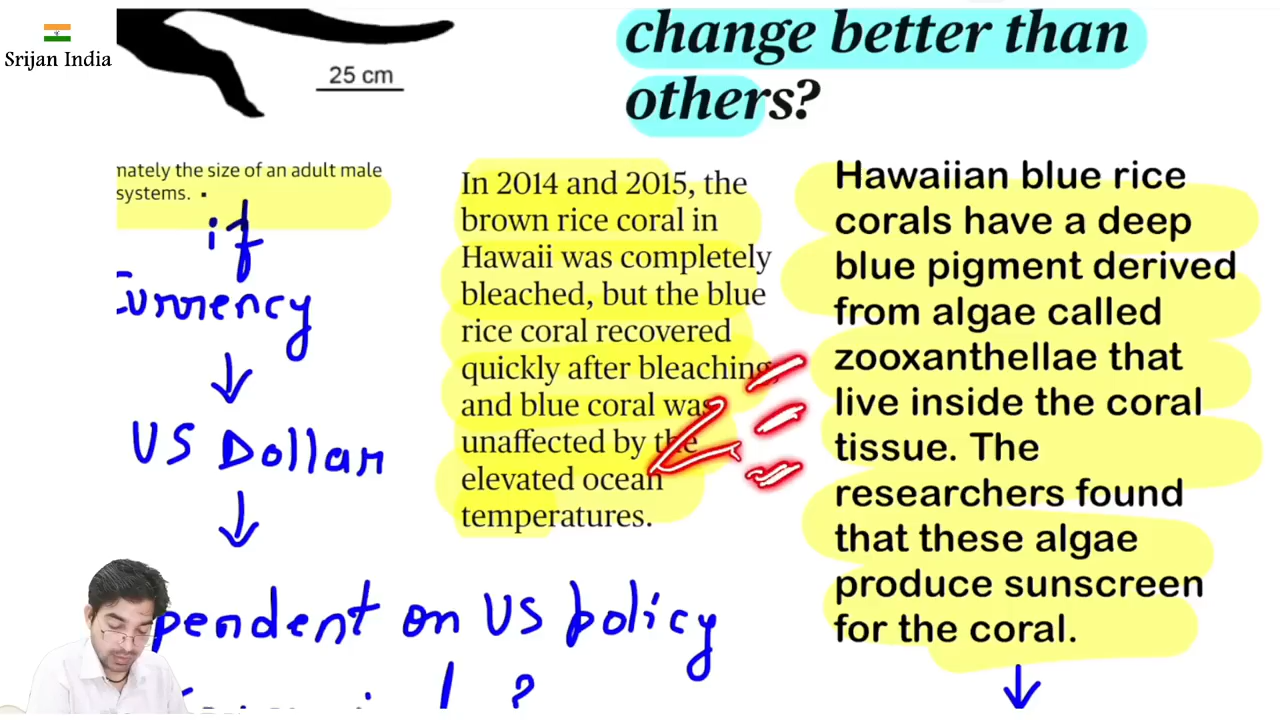 Srijan India
25 cm
change better than
others?
nately the size of an adult male
systems.
if
Currency
↓
US Dollar
↓
pendent on US policy
In 2014 and 2015, the
brown rice coral in
Hawaii was completely
bleached, but the blue
rice coral recovered
quickly after bleaching,
and blue coral was
unaffected by the
elevated ocean
temperatures.
Hawaiian blue rice
corals have a deep
blue pigment derived
from algae called
zooxanthellae that
live inside the coral
tissue. The
researchers found
that these algae
produce sunscreen
for the coral.
↓